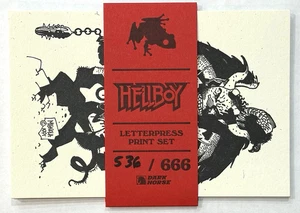 HELLBOY
LETTERPRESS
PRINT SET
536 / 666
DARK
HORSE